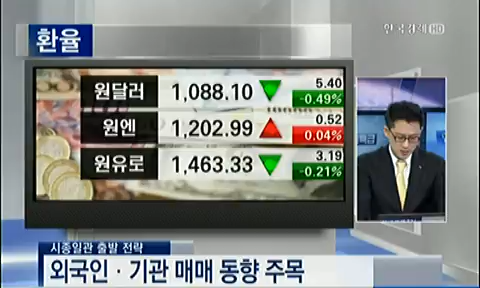 환율
한국경제 HD
원달러 1,088.10 ▼ 5.40 -0.49%
원엔 1,202.99 ▲ 0.52 0.04%
원유로 1,463.33 ▼ 3.19 -0.21%
시종일관 출발 전략
외국인 · 기관 매매 동향 주목